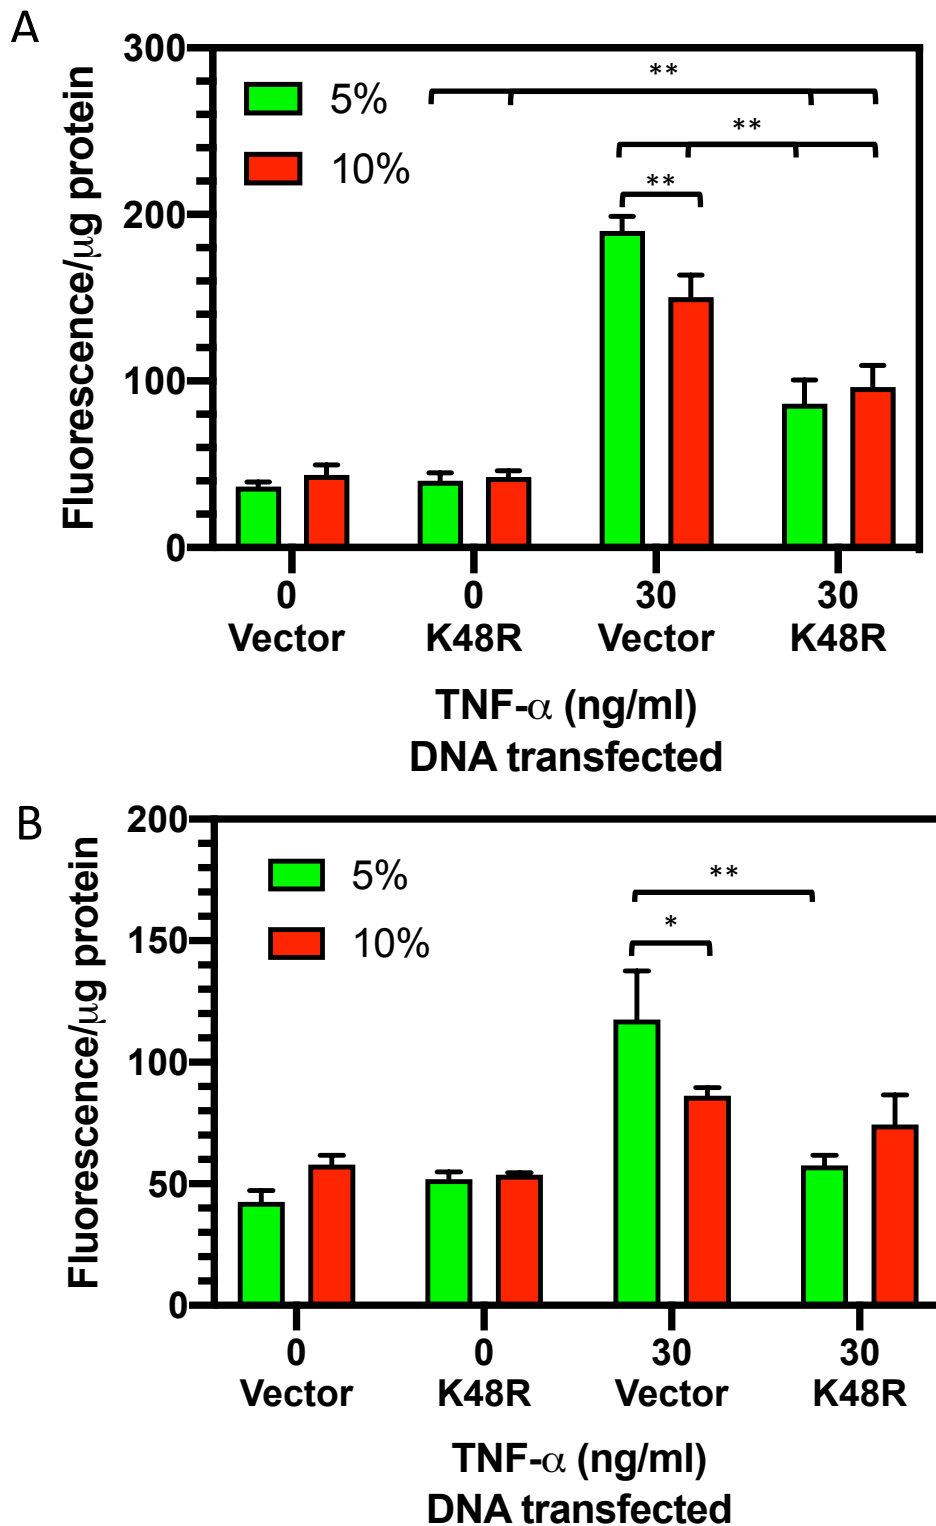 A
300
200
100
0
Fluorescence/μg protein
5%
10%
**
**
**
0 0 30 30
Vector K48R Vector K48R
TNF-α (ng/ml)
DNA transfected
B
200
150
100
50
0
Fluorescence/μg protein
5%
10%
**
*
0 0 30 30
Vector K48R Vector K48R
TNF-α (ng/ml)
DNA transfected